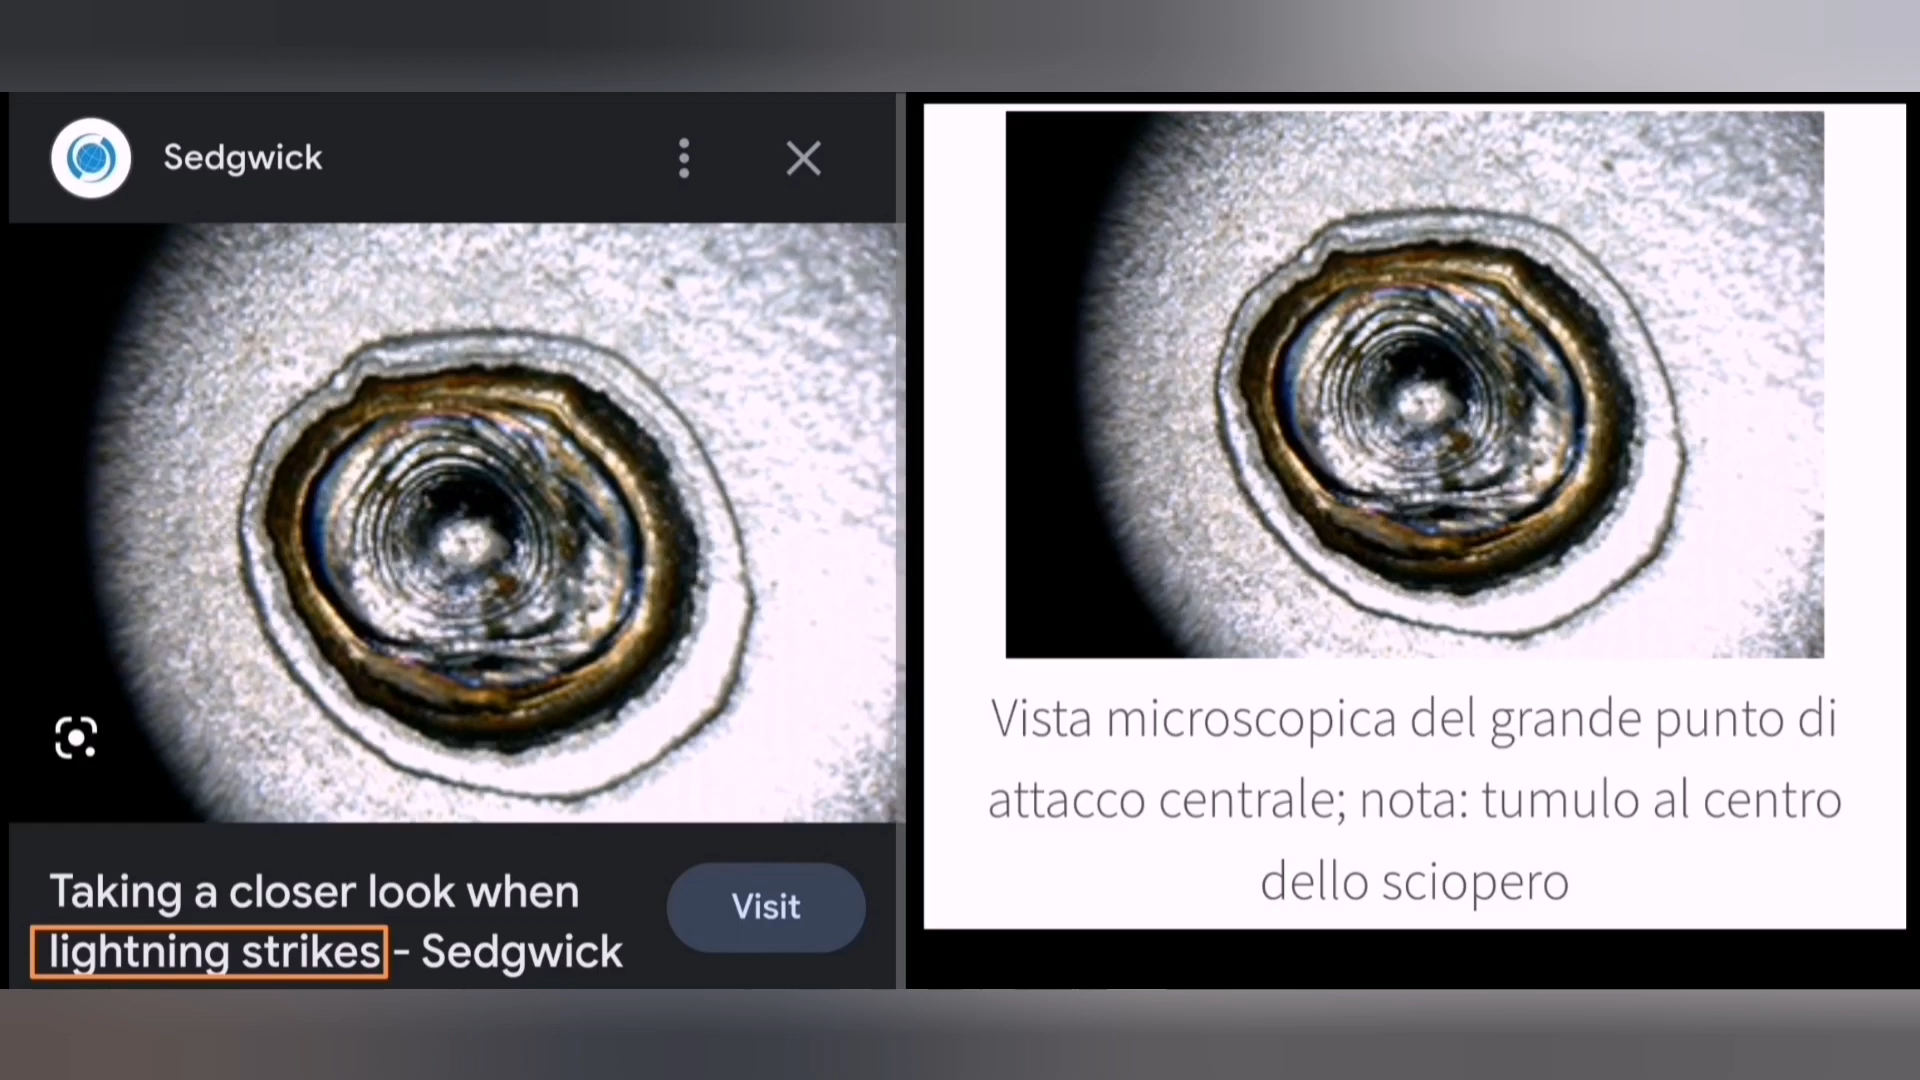 Sedgwick
Taking a closer look when
lightning strikes - Sedgwick
Visit
Vista microscopica del grande punto di
attacco centrale; nota: tumulo al centro
dello sciopero